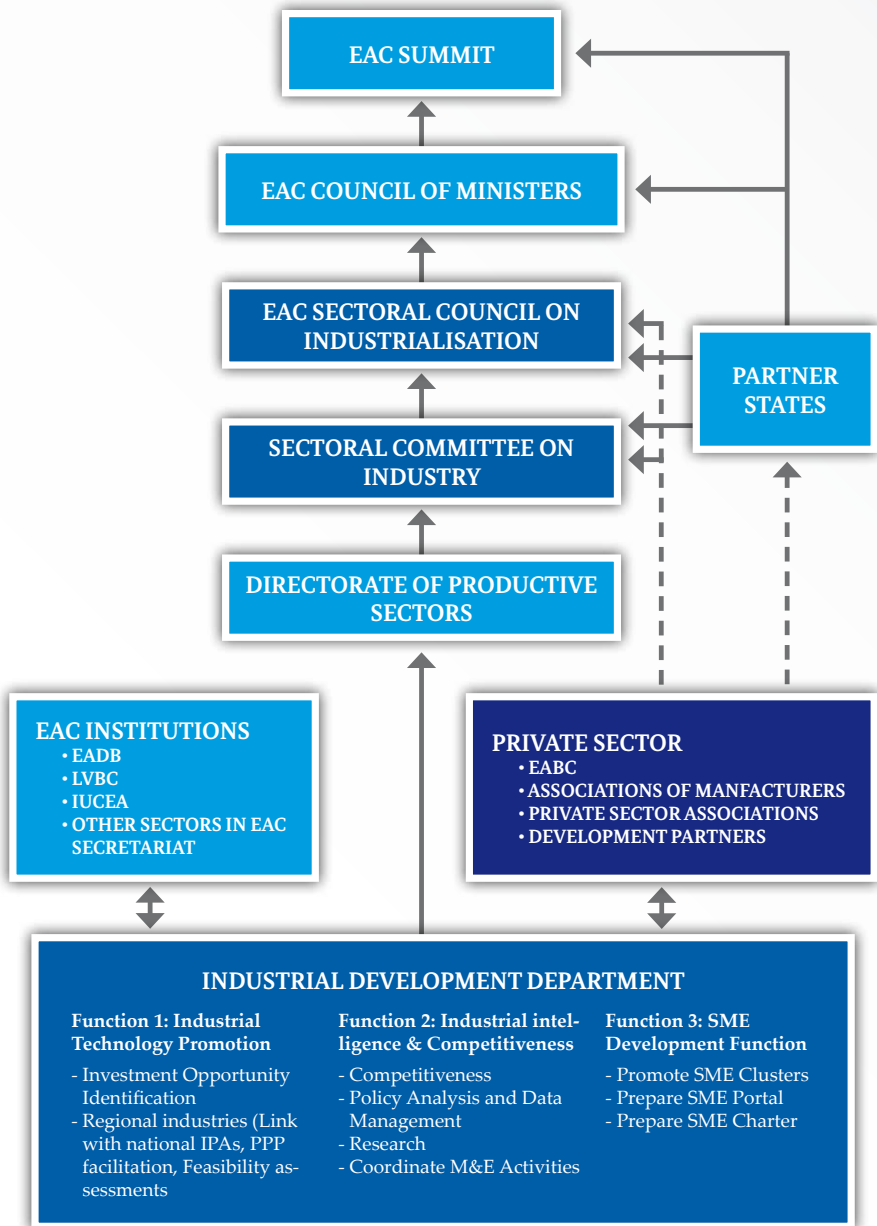 EAC SUMMIT
EAC COUNCIL OF MINISTERS
EAC SECTORAL COUNCIL ON
INDUSTRIALISATION
PARTNER
STATES
SECTORAL COMMITTEE ON
INDUSTRY
DIRECTORATE OF PRODUCTIVE
SECTORS
EAC INSTITUTIONS
• EADB
• LVBC
• IUCEA
• OTHER SECTORS IN EAC
SECRETARIAT
PRIVATE SECTOR
• EABC
• ASSOCIATIONS OF MANFACTURERS
• PRIVATE SECTOR ASSOCIATIONS
• DEVELOPMENT PARTNERS
INDUSTRIAL DEVELOPMENT DEPARTMENT
Function 1: Industrial
Technology Promotion
- Investment Opportunity
Identification
- Regional industries (Link
with national IPAs, PPP
facilitation, Feasibility as-
sessments
Function 2: Industrial intel-
ligence & Competitiveness
- Competitiveness
- Policy Analysis and Data
Management
- Research
- Coordinate M&E Activities
Function 3: SME
Development Function
- Promote SME Clusters
- Prepare SME Portal
- Prepare SME Charter